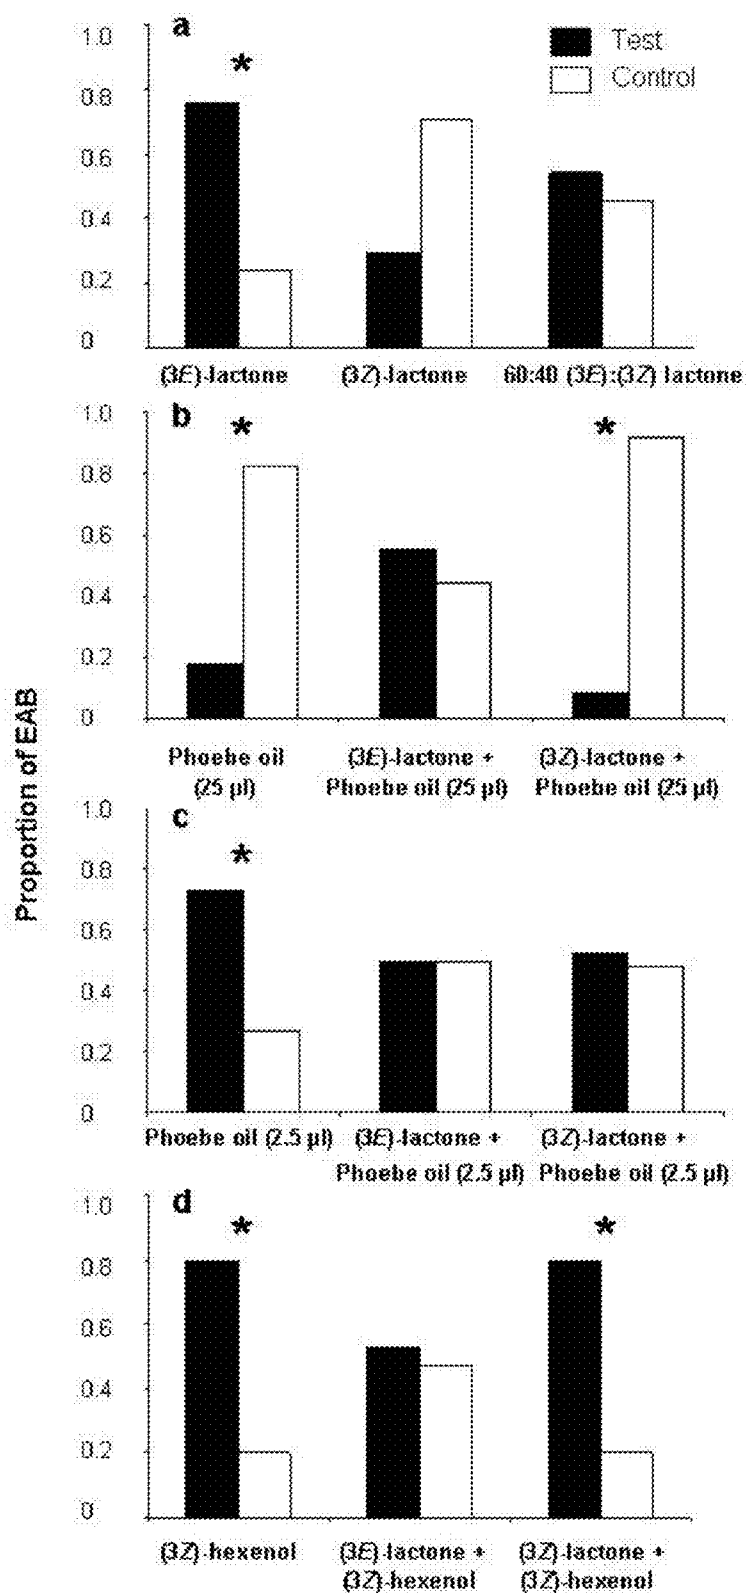 Proportion of EAB
a
*
Test
Control
1.0
0.8
0.6
0.4
0.2
0
(3E)-lactone (3Z)-lactone 60:40 (3E):(3Z) lactone
b
* *
1.0
0.8
0.6
0.4
0.2
0
Phoebe oil (3E)-lactone + (3Z)-lactone +
(25 µl) Phoebe oil (25 µl) Phoebe oil (25 µl)
c
*
1.0
0.8
0.6
0.4
0.2
0
Phoebe oil (2.5 µl) (3E)-lactone + (3Z)-lactone +
Phoebe oil (2.5 µl) Phoebe oil (2.5 µl)
d
* *
1.0
0.8
0.6
0.4
0.2
0
(3Z)-hexenol (3E)-lactone + (3Z)-lactone +
(3Z)-hexenol (3Z)-hexenol